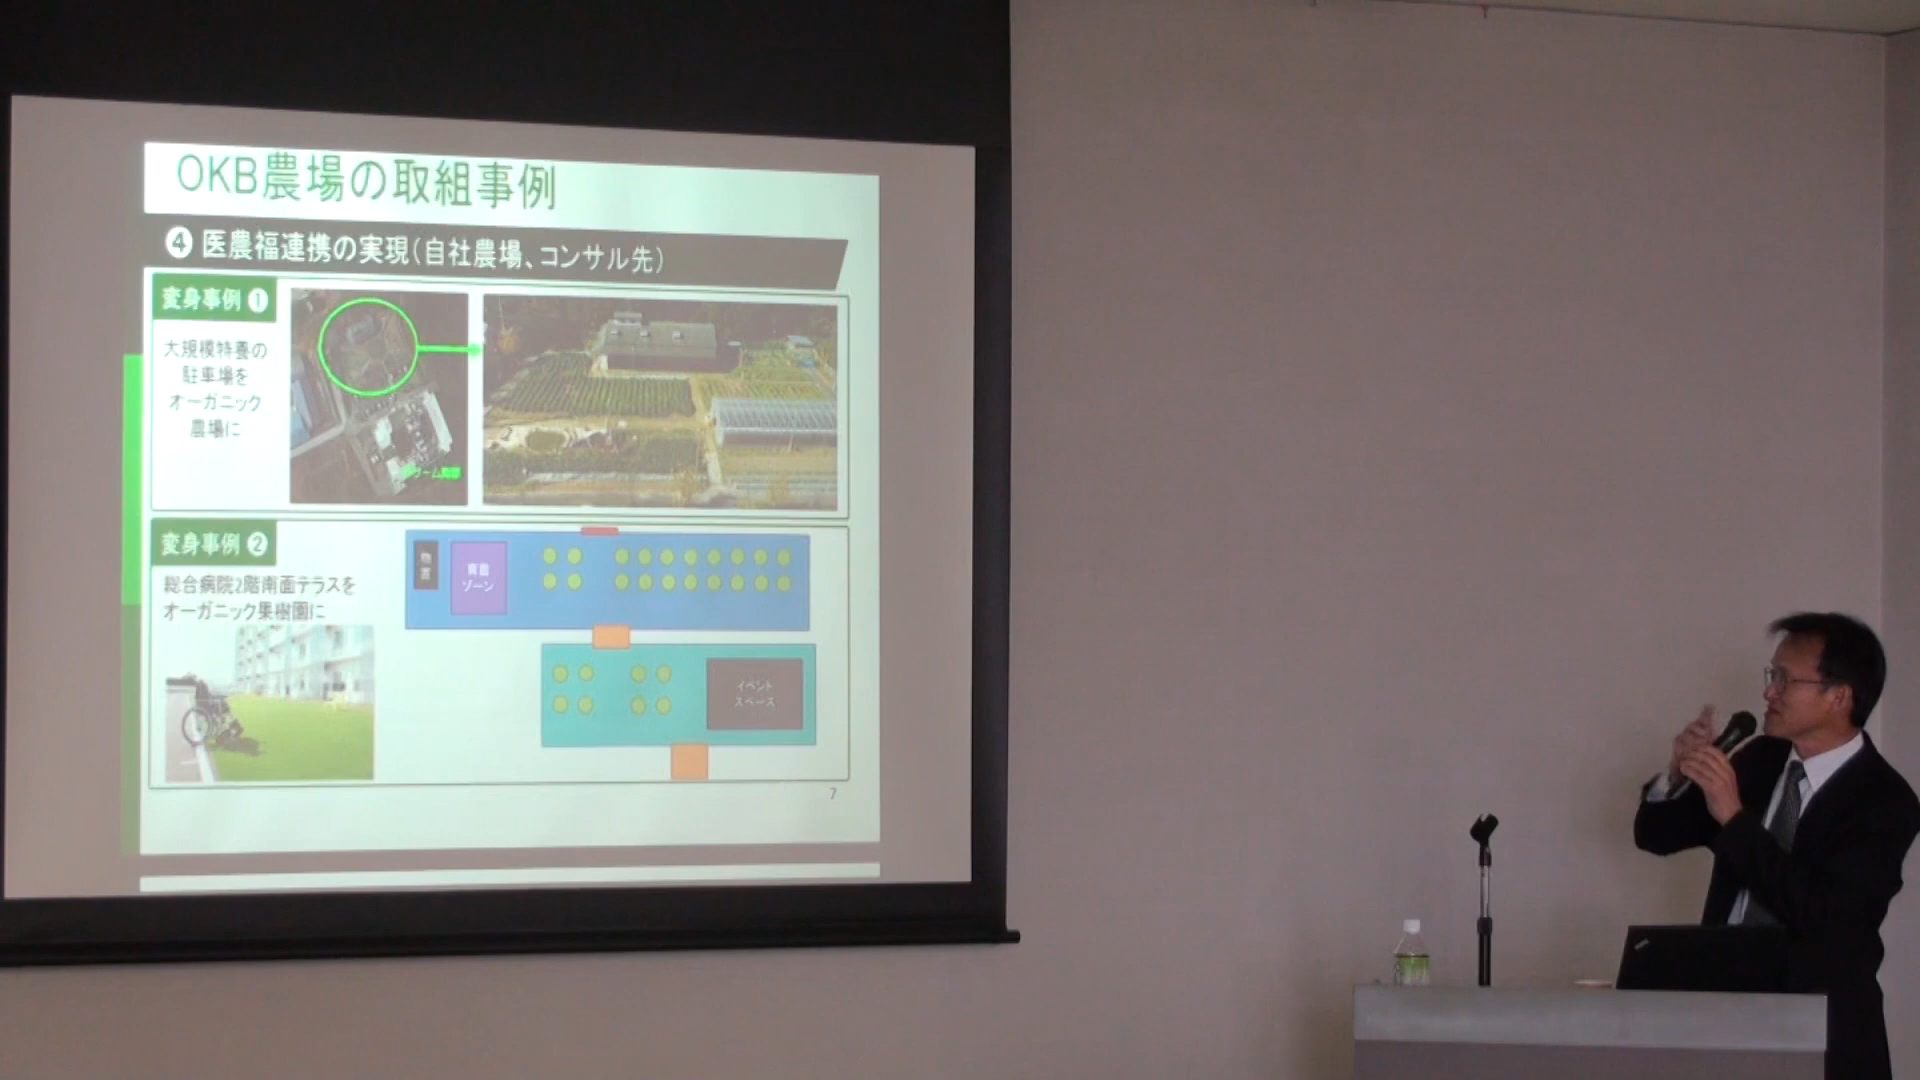 OKB農場の取組事例
❹ 医農福連携の実現(自社農場、コンサル先)
変身事例 ❶
大規模特養の
駐車場を
オーガニック
農場に
変身事例 ❷
総合病院2階南面テラスを
オーガニック果樹園に
物
置
育苗
ゾーン
イベント
スペース
7